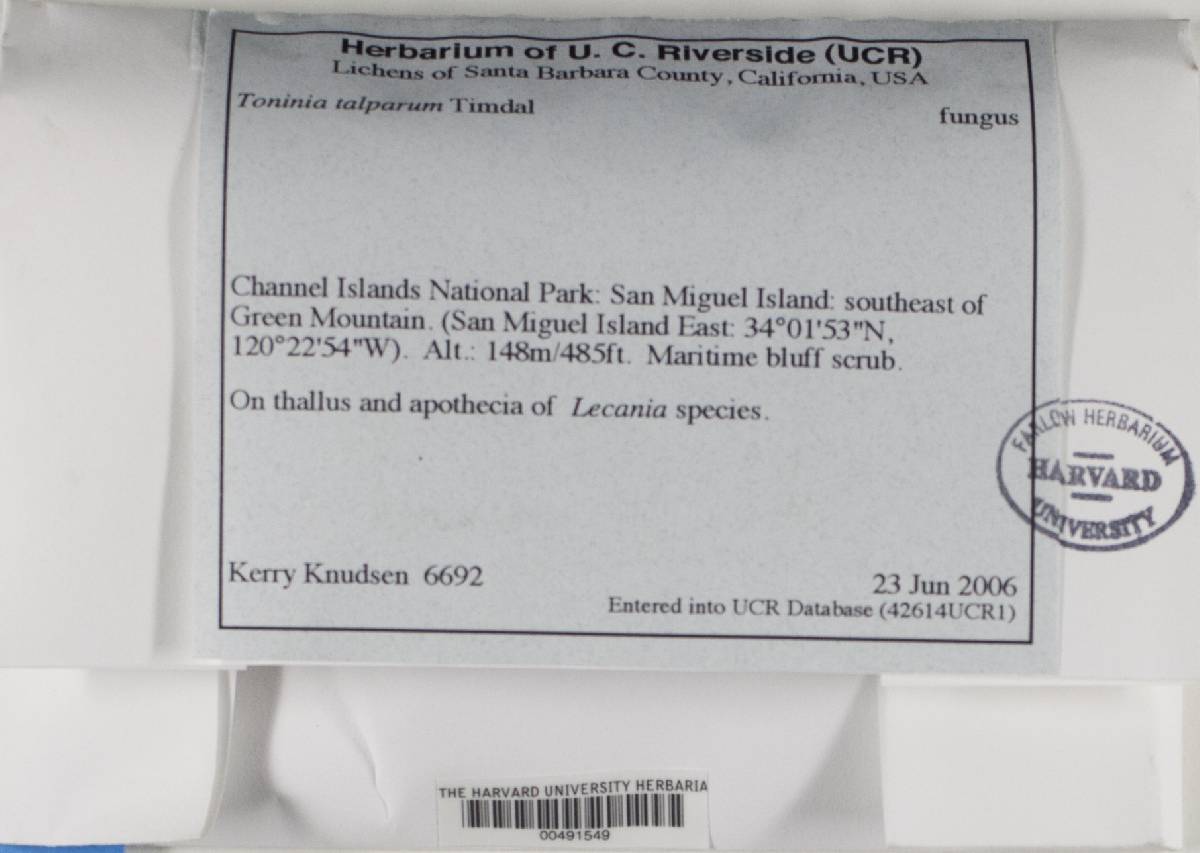 Herbarium of U. C. Riverside (UCR)
Lichens of Santa Barbara County, California, USA
Toninia talparum Timdal
fungus
Channel Islands National Park: San Miguel Island: southeast of
Green Mountain. (San Miguel Island East: 34°01'53"N,
120°22'54"W). Alt.: 148m/485ft. Maritime bluff scrub.
On thallus and apothecia of Lecania species.
FARLOW HERBARIUM
HARVARD
UNIVERSITY
Kerry Knudsen 6692
23 Jun 2006
Entered into UCR Database (42614UCR1)
THE HARVARD UNIVERSITY HERBARIA
00491549